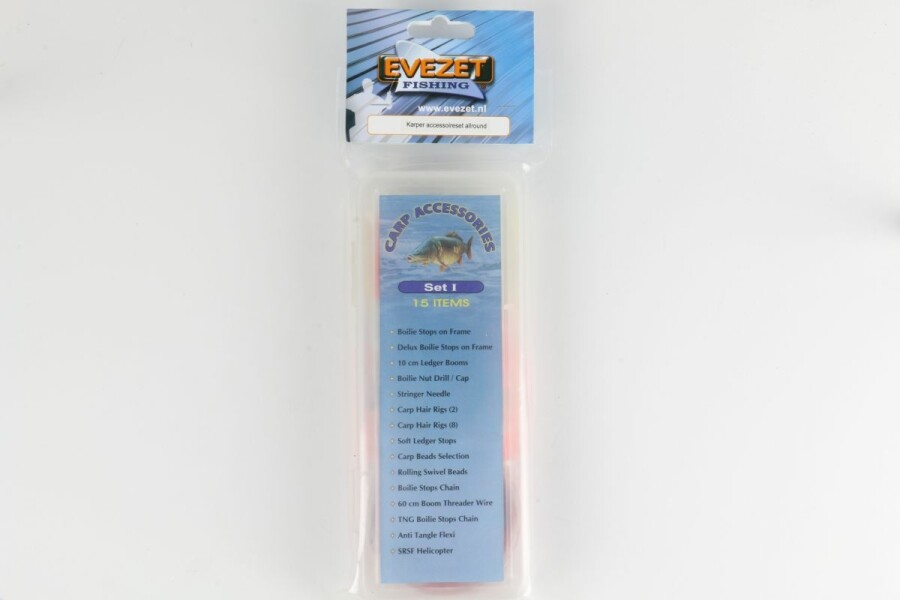 EVEZET
FISHING
www.evezet.nl
Karper accessoireset allround
CARP ACCESSORIES
Set 1
15 ITEMS
Boilie Stops on Frame
Delux Boilie Stops on Frame
10 cm Ledger Booms
Boilie Nut Drill / Cap
Stringer Needle
Carp Hair Rigs (2)
Carp Hair Rigs (8)
Soft Ledger Stops
Carp Beads Selection
Rolling Swivel Beads
Boilie Stops Chain
60 cm Boom Threader Wire
TNG Boilie Stops Chain
Anti Tangle Flexi
SRSF Helicopter